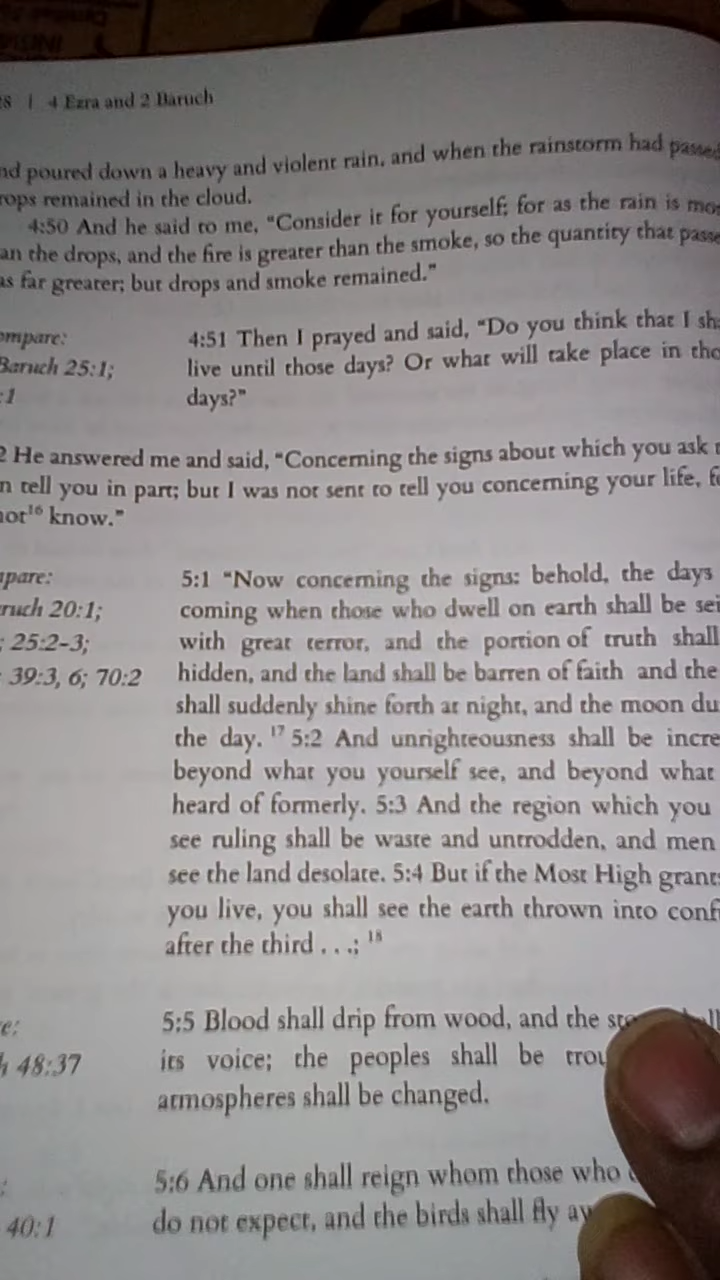 8 | 4 Ezra and 2 Baruch
nd poured down a heavy and violent rain, and when the rainstorm had passed
rops remained in the cloud.
4:50 And he said to me, "Consider it for yourself; for as the rain is mo
an the drops, and the fire is greater than the smoke, so the quantity that passe
as far greater; but drops and smoke remained."
ompare:
Baruch 25:1;
:1
4:51 Then I prayed and said, "Do you think that I sh
live until those days? Or what will take place in tho
days?"
2 He answered me and said, "Concerning the signs about which you ask
n tell you in part; but I was not sent to tell you concerning your life, f
not16 know."
mpare:
ruch 20:1;
; 25:2-3;
39:3, 6; 70:2
5:1 "Now concerning the signs: behold, the days
coming when those who dwell on earth shall be sei
with great terror, and the portion of truth shall
hidden, and the land shall be barren of faith and the
shall suddenly shine forth at night, and the moon du
the day. 17 5:2 And unrighteousness shall be incre
beyond what you yourself see, and beyond what
heard of formerly. 5:3 And the region which you
see ruling shall be waste and untrodden, and men
see the land desolate. 5:4 But if the Most High grant
you live, you shall see the earth thrown into conf
after the third . . .; 18
e:
h 48:37
5:5 Blood shall drip from wood, and the
its voice; the peoples shall be trou
atmospheres shall be changed.
:
40:1
5:6 And one shall reign whom those who
do not expect, and the birds shall fly aw